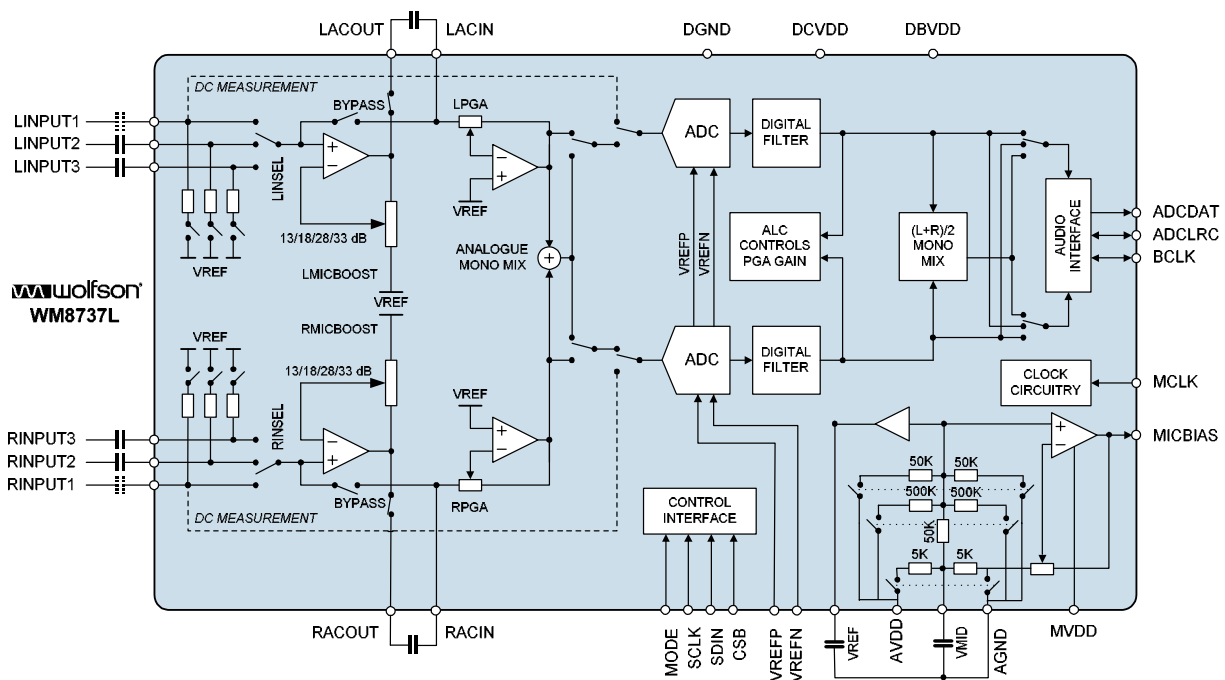 LACOUT
LACIN
DGND
DCVDD
DBVDD
DC MEASUREMENT
BYPASS
LPGA
LINPUT1
LINPUT2
LINPUT3
LINSEL
ADC
DIGITAL
FILTER
VREF
VREF
13/18/28/33 dB
ANALOGUE
MONO MIX
LMICBOOST
VREF
RMICBOOST
VREFP
VREFN
ALC
CONTROLS
PGA GAIN
(L+R)/2
MONO
MIX
AUDIO
INTERFACE
ADCDAT
ADCLRC
BCLK
wolfson
WM8737L
VREF
13/18/28/33 dB
VREF
ADC
DIGITAL
FILTER
CLOCK
CIRCUITRY
MCLK
RINPUT3
RINPUT2
RINPUT1
RINSEL
BYPASS
RPGA
DC MEASUREMENT
CONTROL
INTERFACE
MICBIAS
50K
50K
500K
500K
50K
5K
5K
RACOUT
RACIN
MODE
SCLK
SDIN
CSB
VREFP
VREFN
VREF
AVDD
VMID
AGND
MVDD